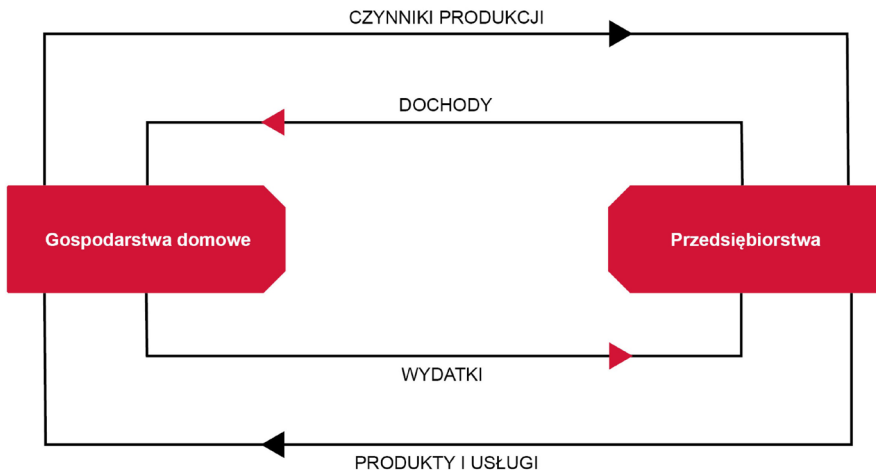 CZYNNIKI PRODUKCJI
DOCHODY
Gospodarstwa domowe
Przedsiębiorstwa
WYDATKI
PRODUKTY I USŁUGI